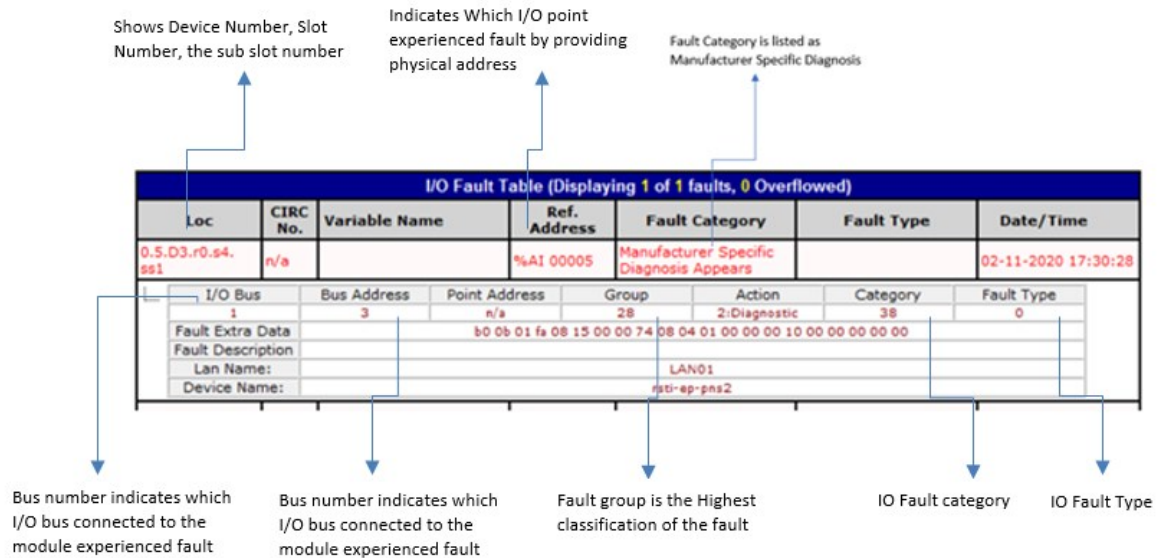 Shows Device Number, Slot
Number, the sub slot number
Indicates Which I/O point
experienced fault by providing
physical address
Fault Category is listed as
Manufacturer Specific Diagnosis
I/O Fault Table (Displaying 1 of 1 faults, 0 Overflowed)
Loc CIRC No. Variable Name Ref. Address Fault Category Fault Type Date/Time
0.5.D3.r0.s4.ss1 n/a %AI 00005 Manufacturer Specific Diagnosis Appears 02-11-2020 17:30:28
I/O Bus Bus Address Point Address Group Action Category Fault Type
1 3 n/a 28 2:Diagnostic 38 0
Fault Extra Data b0 0b 01 fa 08 15 00 00 74 08 04 01 00 00 00 10 00 00 00 00 00
Fault Description
Lan Name: LAN01
Device Name: rsti-ep-pns2
Bus number indicates which
I/O bus connected to the
module experienced fault
Bus number indicates which
I/O bus connected to the
module experienced fault
Fault group is the Highest
classification of the fault
IO Fault category
IO Fault Type